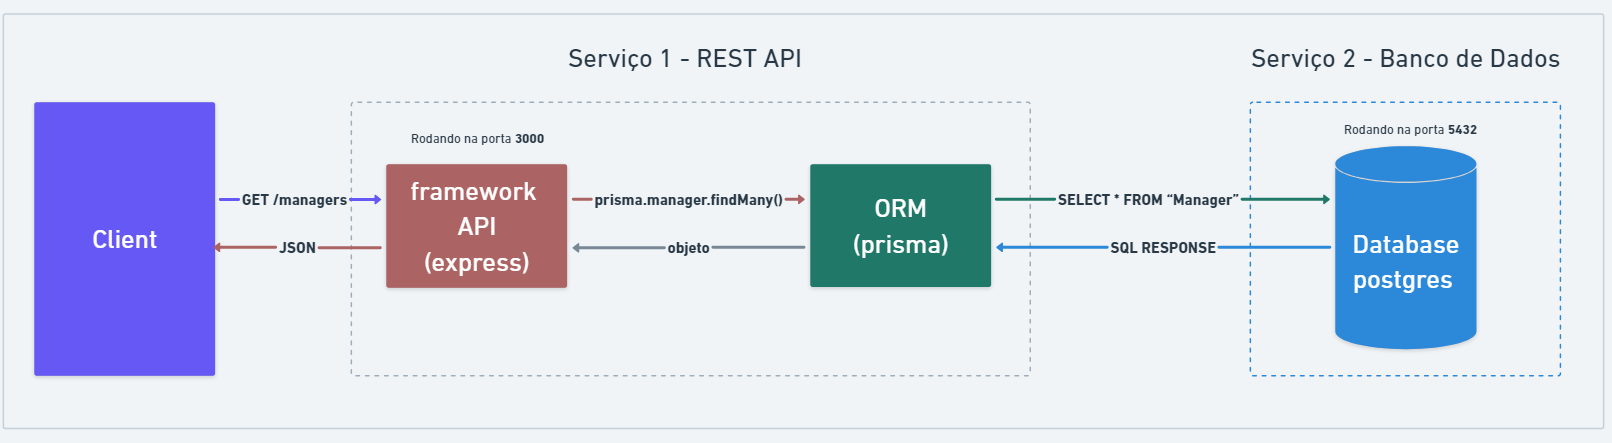 Serviço 1 - REST API
Serviço 2 - Banco de Dados
Client
GET /managers
JSON
Rodando na porta 3000
framework
API
(express)
prisma.manager.findMany()
objeto
ORM
(prisma)
SELECT * FROM “Manager”
SQL RESPONSE
Rodando na porta 5432
Database
postgres